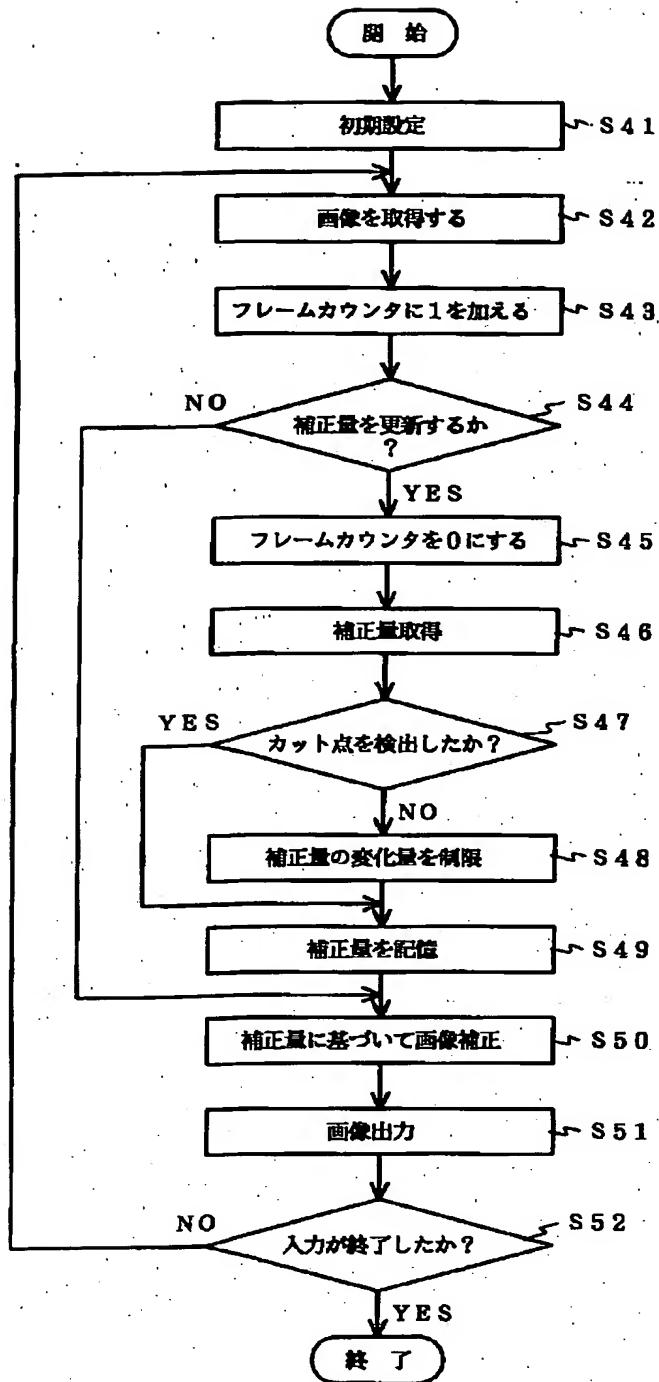 開 始
初期設定
S41
画像を取得する
S42
フレームカウンタに1を加える
S43
NO
S44
補正量を更新するか
?
YES
フレームカウンタを0にする
S45
補正量取得
S46
YES
S47
カット点を検出したか?
NO
補正量の変化量を制限
S48
補正量を記憶
S49
補正量に基づいて画像補正
S50
画像出力
S51
NO
S52
入力が終了したか?
YES
終 了